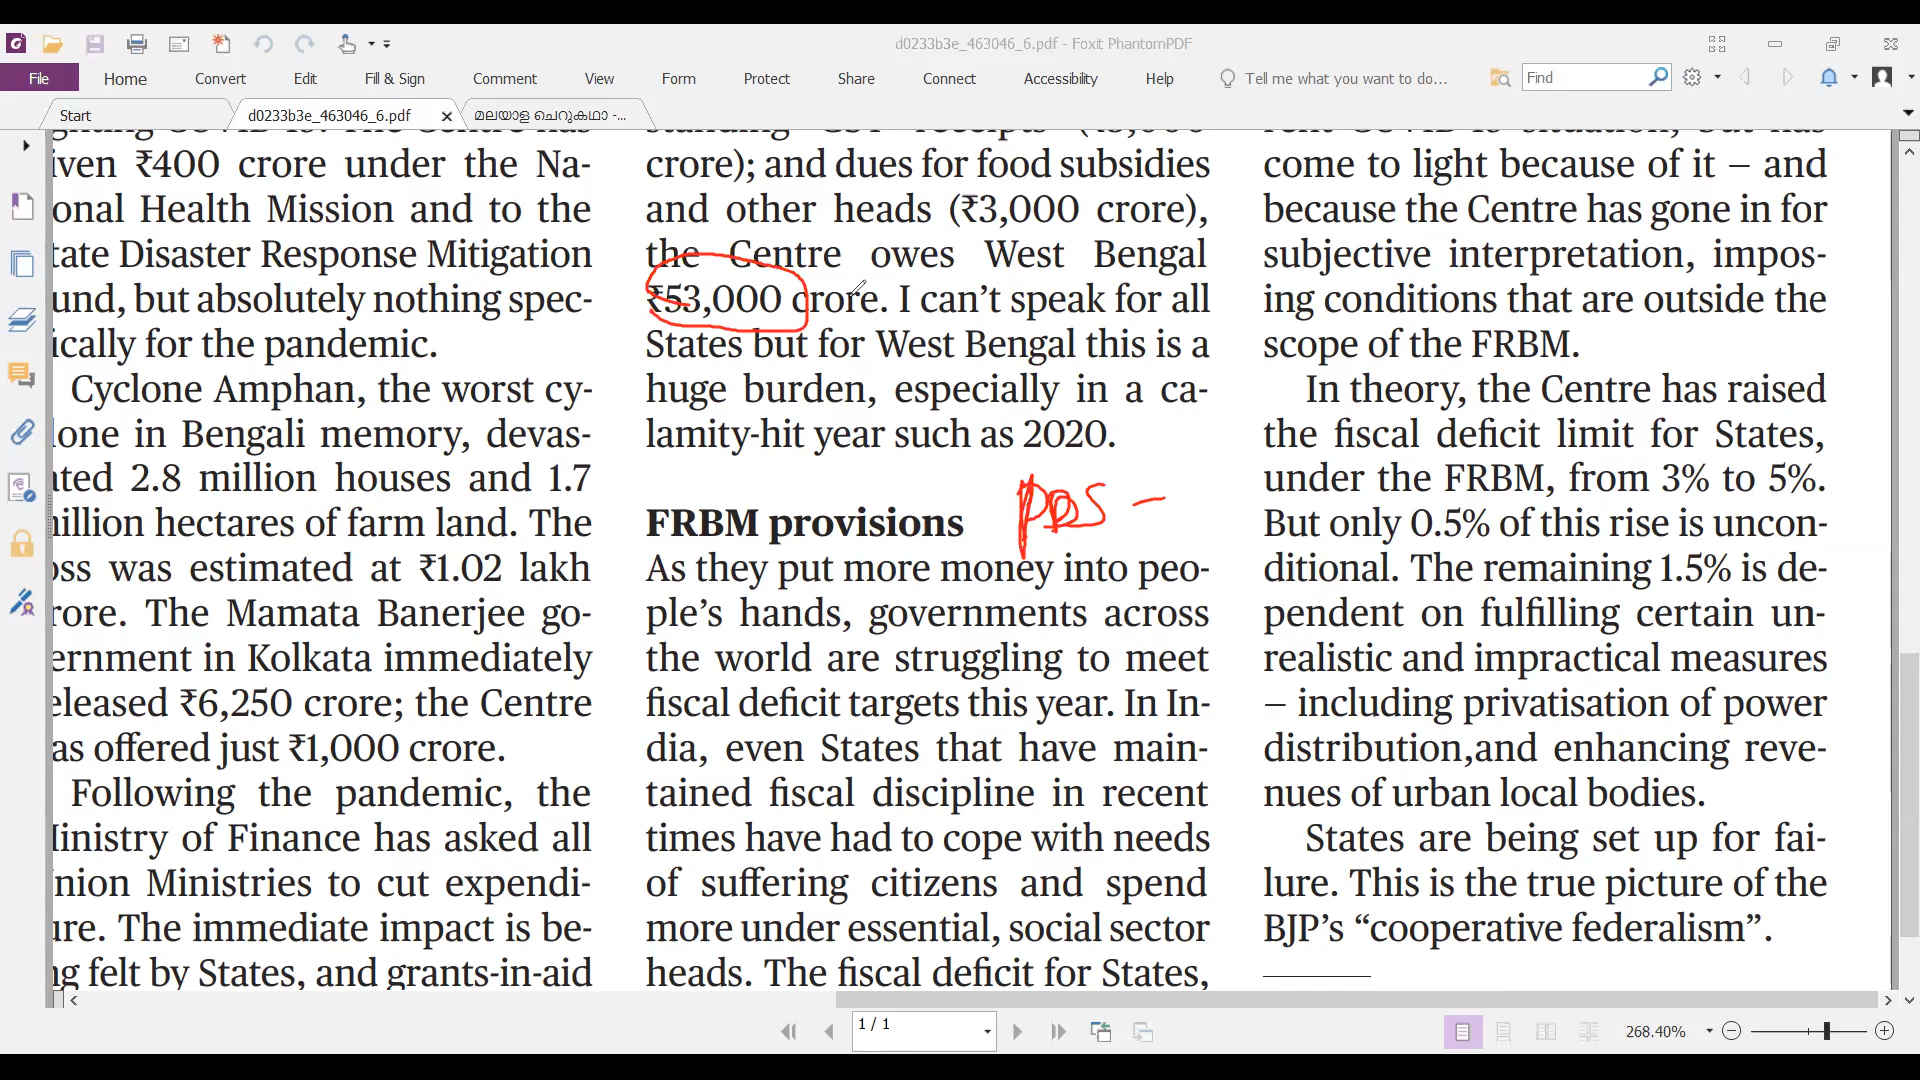 d0233b3e_463046_6.pdf - Foxit PhantomPDF
File Home Convert Edit Fill & Sign Comment View Form Protect Share Connect Accessibility Help Tell me what you want to do... Find
Start d0233b3e_463046_6.pdf മലയാള ചെറുകഥാ -...
iven ₹400 crore under the Na-
onal Health Mission and to the
tate Disaster Response Mitigation
und, but absolutely nothing spec-
ically for the pandemic.
Cyclone Amphan, the worst cy-
lone in Bengali memory, devas-
ated 2.8 million houses and 1.7
illion hectares of farm land. The
oss was estimated at ₹1.02 lakh
rore. The Mamata Banerjee go-
ernment in Kolkata immediately
eleased ₹6,250 crore; the Centre
as offered just ₹1,000 crore.
Following the pandemic, the
inistry of Finance has asked all
nion Ministries to cut expendi-
ure. The immediate impact is be-
ng felt by States, and grants-in-aid
crore); and dues for food subsidies
and other heads (₹3,000 crore),
the Centre owes West Bengal
₹53,000 crore. I can’t speak for all
States but for West Bengal this is a
huge burden, especially in a ca-
lamity-hit year such as 2020.
PDS -
FRBM provisions
As they put more money into peo-
ple’s hands, governments across
the world are struggling to meet
fiscal deficit targets this year. In In-
dia, even States that have main-
tained fiscal discipline in recent
times have had to cope with needs
of suffering citizens and spend
more under essential, social sector
heads. The fiscal deficit for States,
come to light because of it – and
because the Centre has gone in for
subjective interpretation, impos-
ing conditions that are outside the
scope of the FRBM.
In theory, the Centre has raised
the fiscal deficit limit for States,
under the FRBM, from 3% to 5%.
But only 0.5% of this rise is uncon-
ditional. The remaining 1.5% is de-
pendent on fulfilling certain un-
realistic and impractical measures
– including privatisation of power
distribution,and enhancing reve-
nues of urban local bodies.
States are being set up for fai-
lure. This is the true picture of the
BJP’s “cooperative federalism”.
1 / 1
268.40%